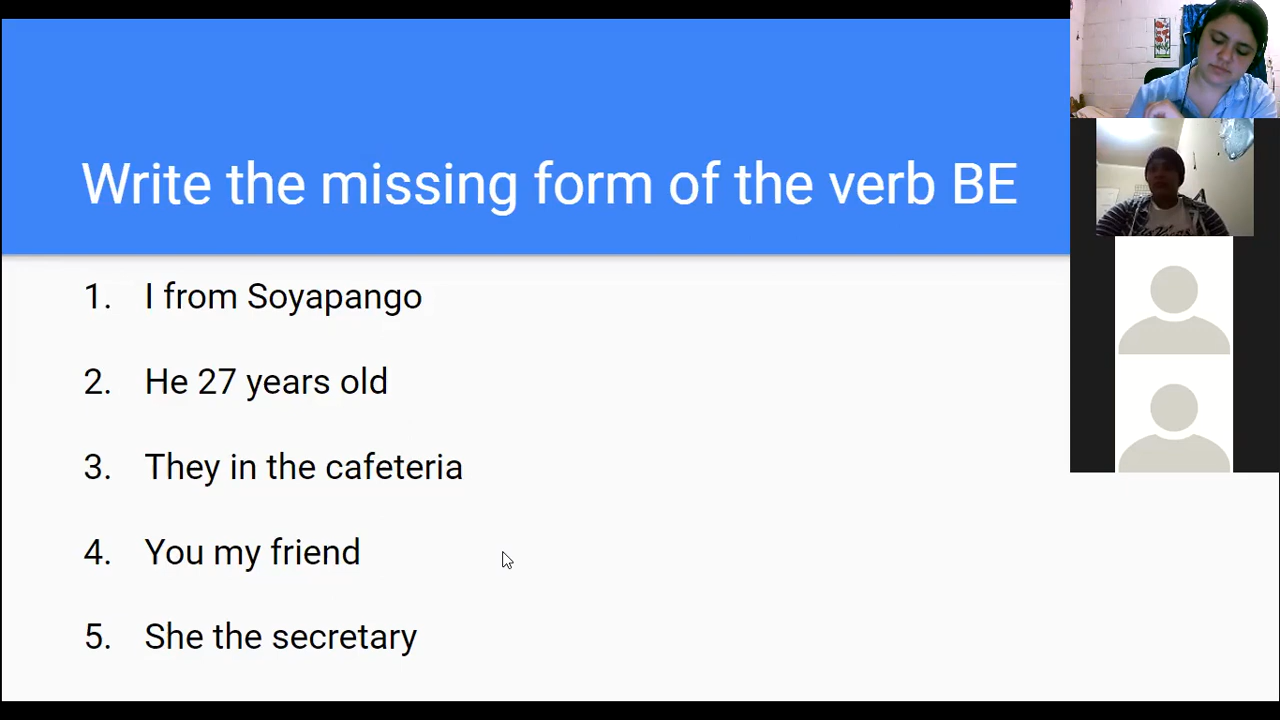 Write the missing form of the verb BE
1. I from Soyapango
2. He 27 years old
3. They in the cafeteria
4. You my friend
5. She the secretary